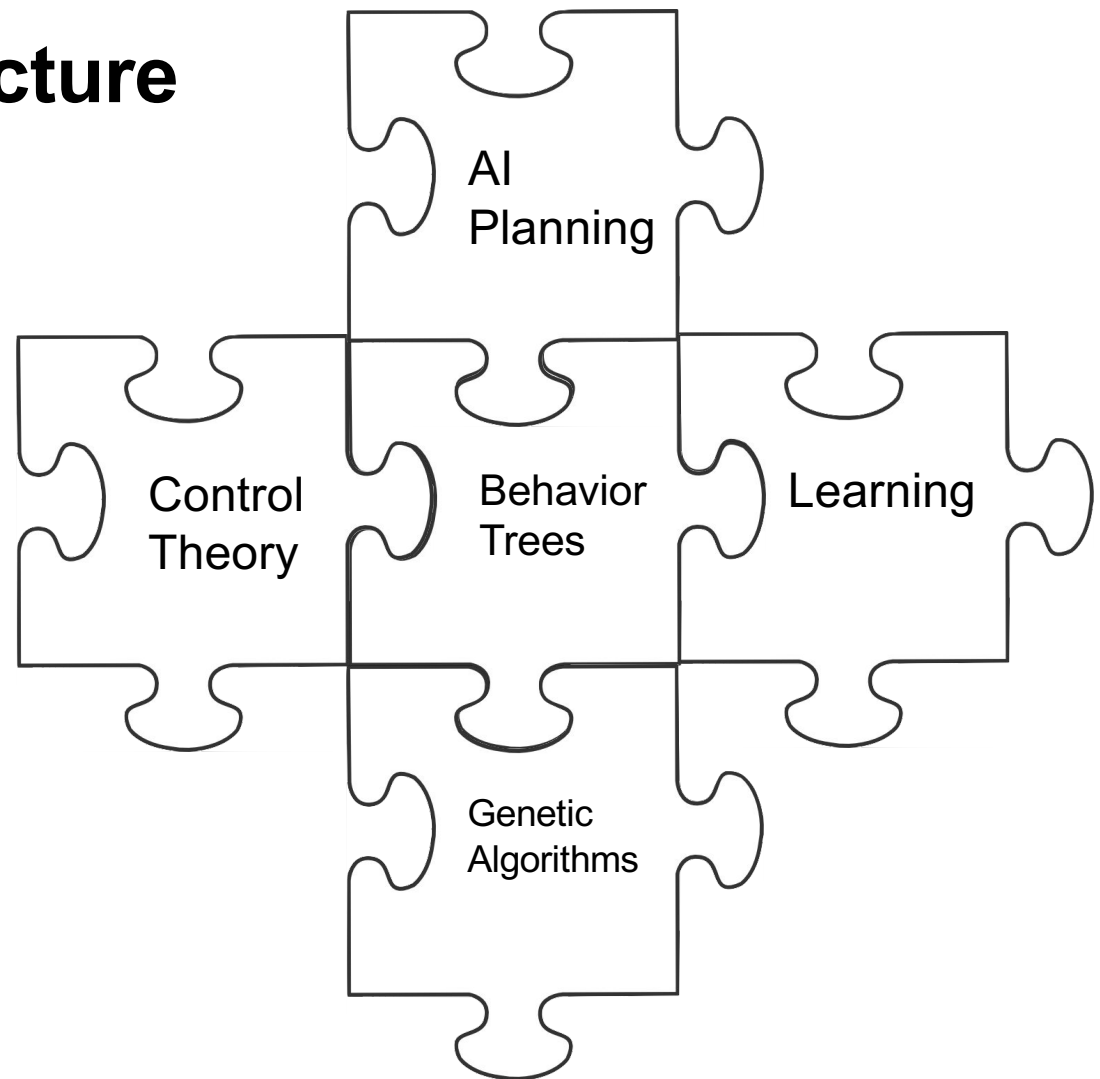 cture
AI
Planning
Control
Theory
Behavior
Trees
Learning
Genetic
Algorithms